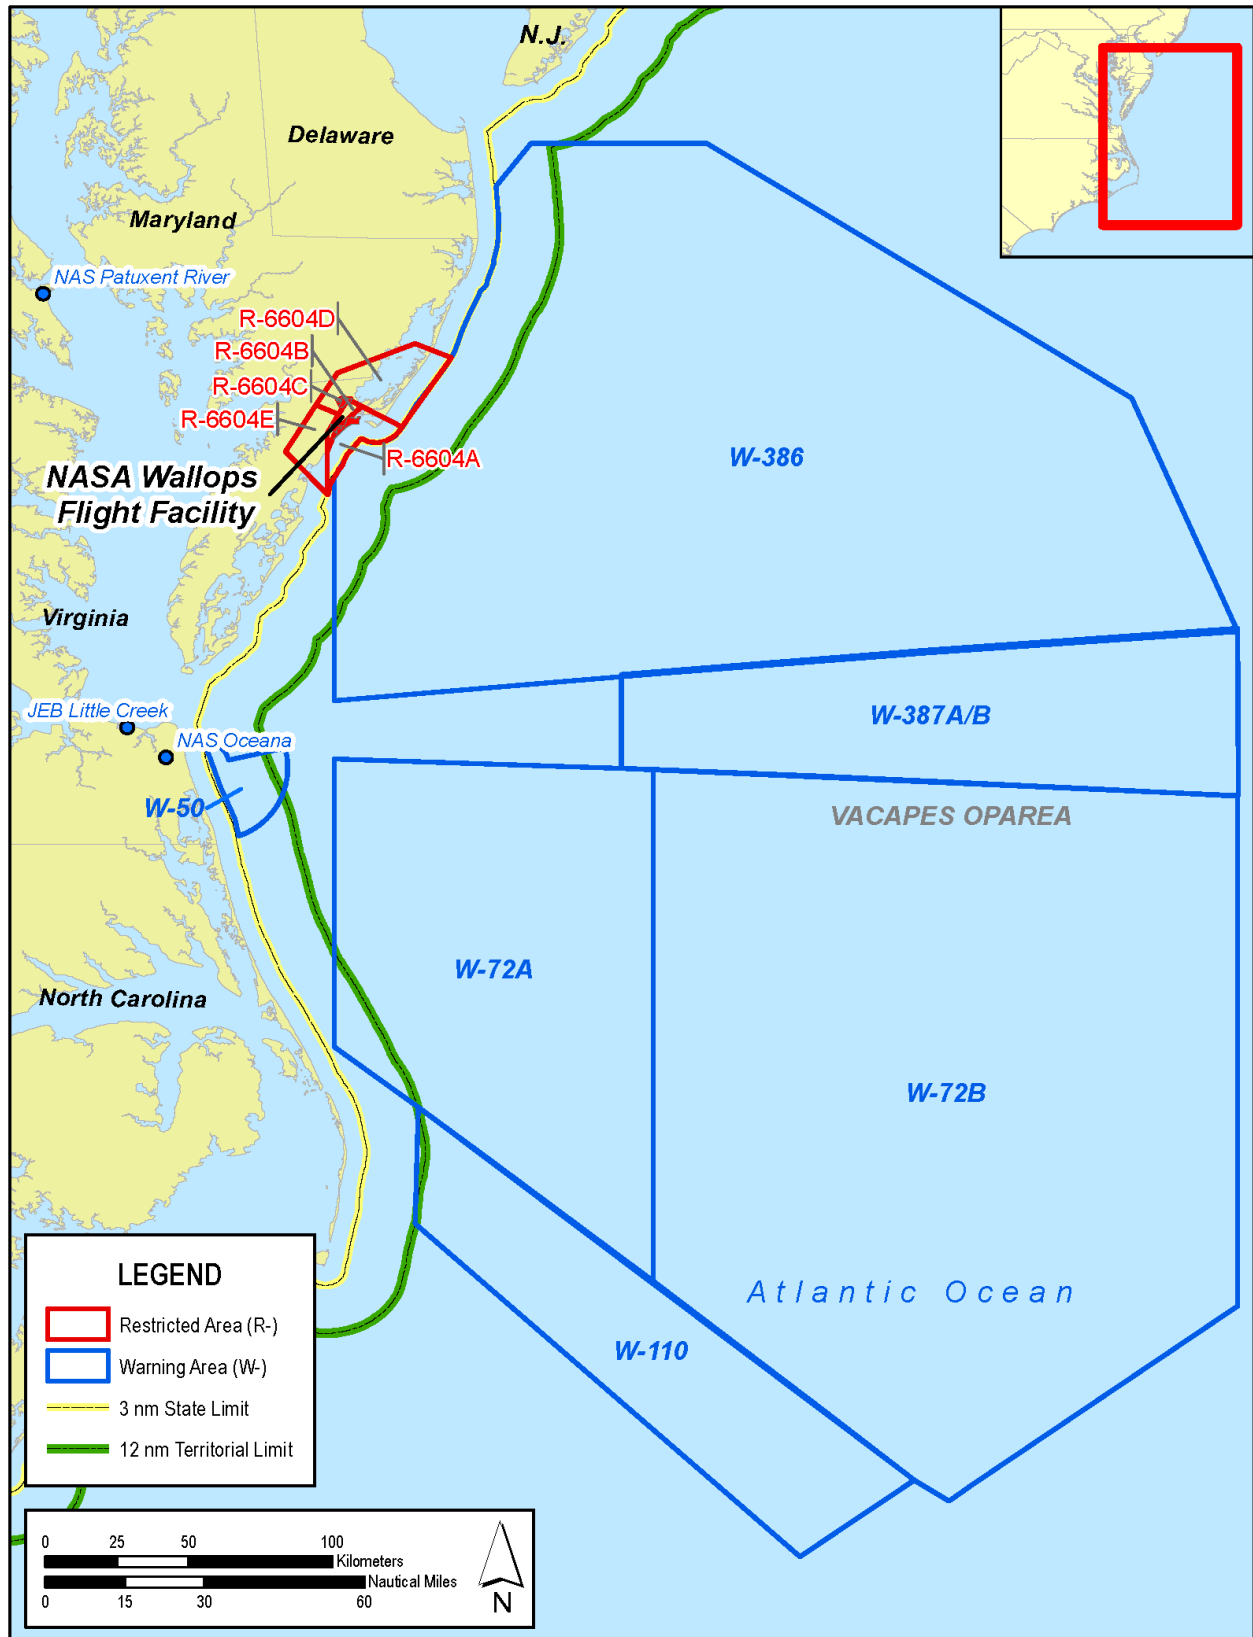 N.J.
Delaware
Maryland
NAS Patuxent River
R-6604D
R-6604B
R-6604C
R-6604E
R-6604A
NASA Wallops
Flight Facility
W-386
Virginia
JEB Little Creek
NAS Oceana
W-50
W-387A/B
VACAPES OPAREA
W-72A
North Carolina
W-72B
Atlantic Ocean
W-110
LEGEND
Restricted Area (R-)
Warning Area (W-)
3 nm State Limit
12 nm Territorial Limit
0 25 50 100
Kilometers
Nautical Miles
0 15 30 60
N